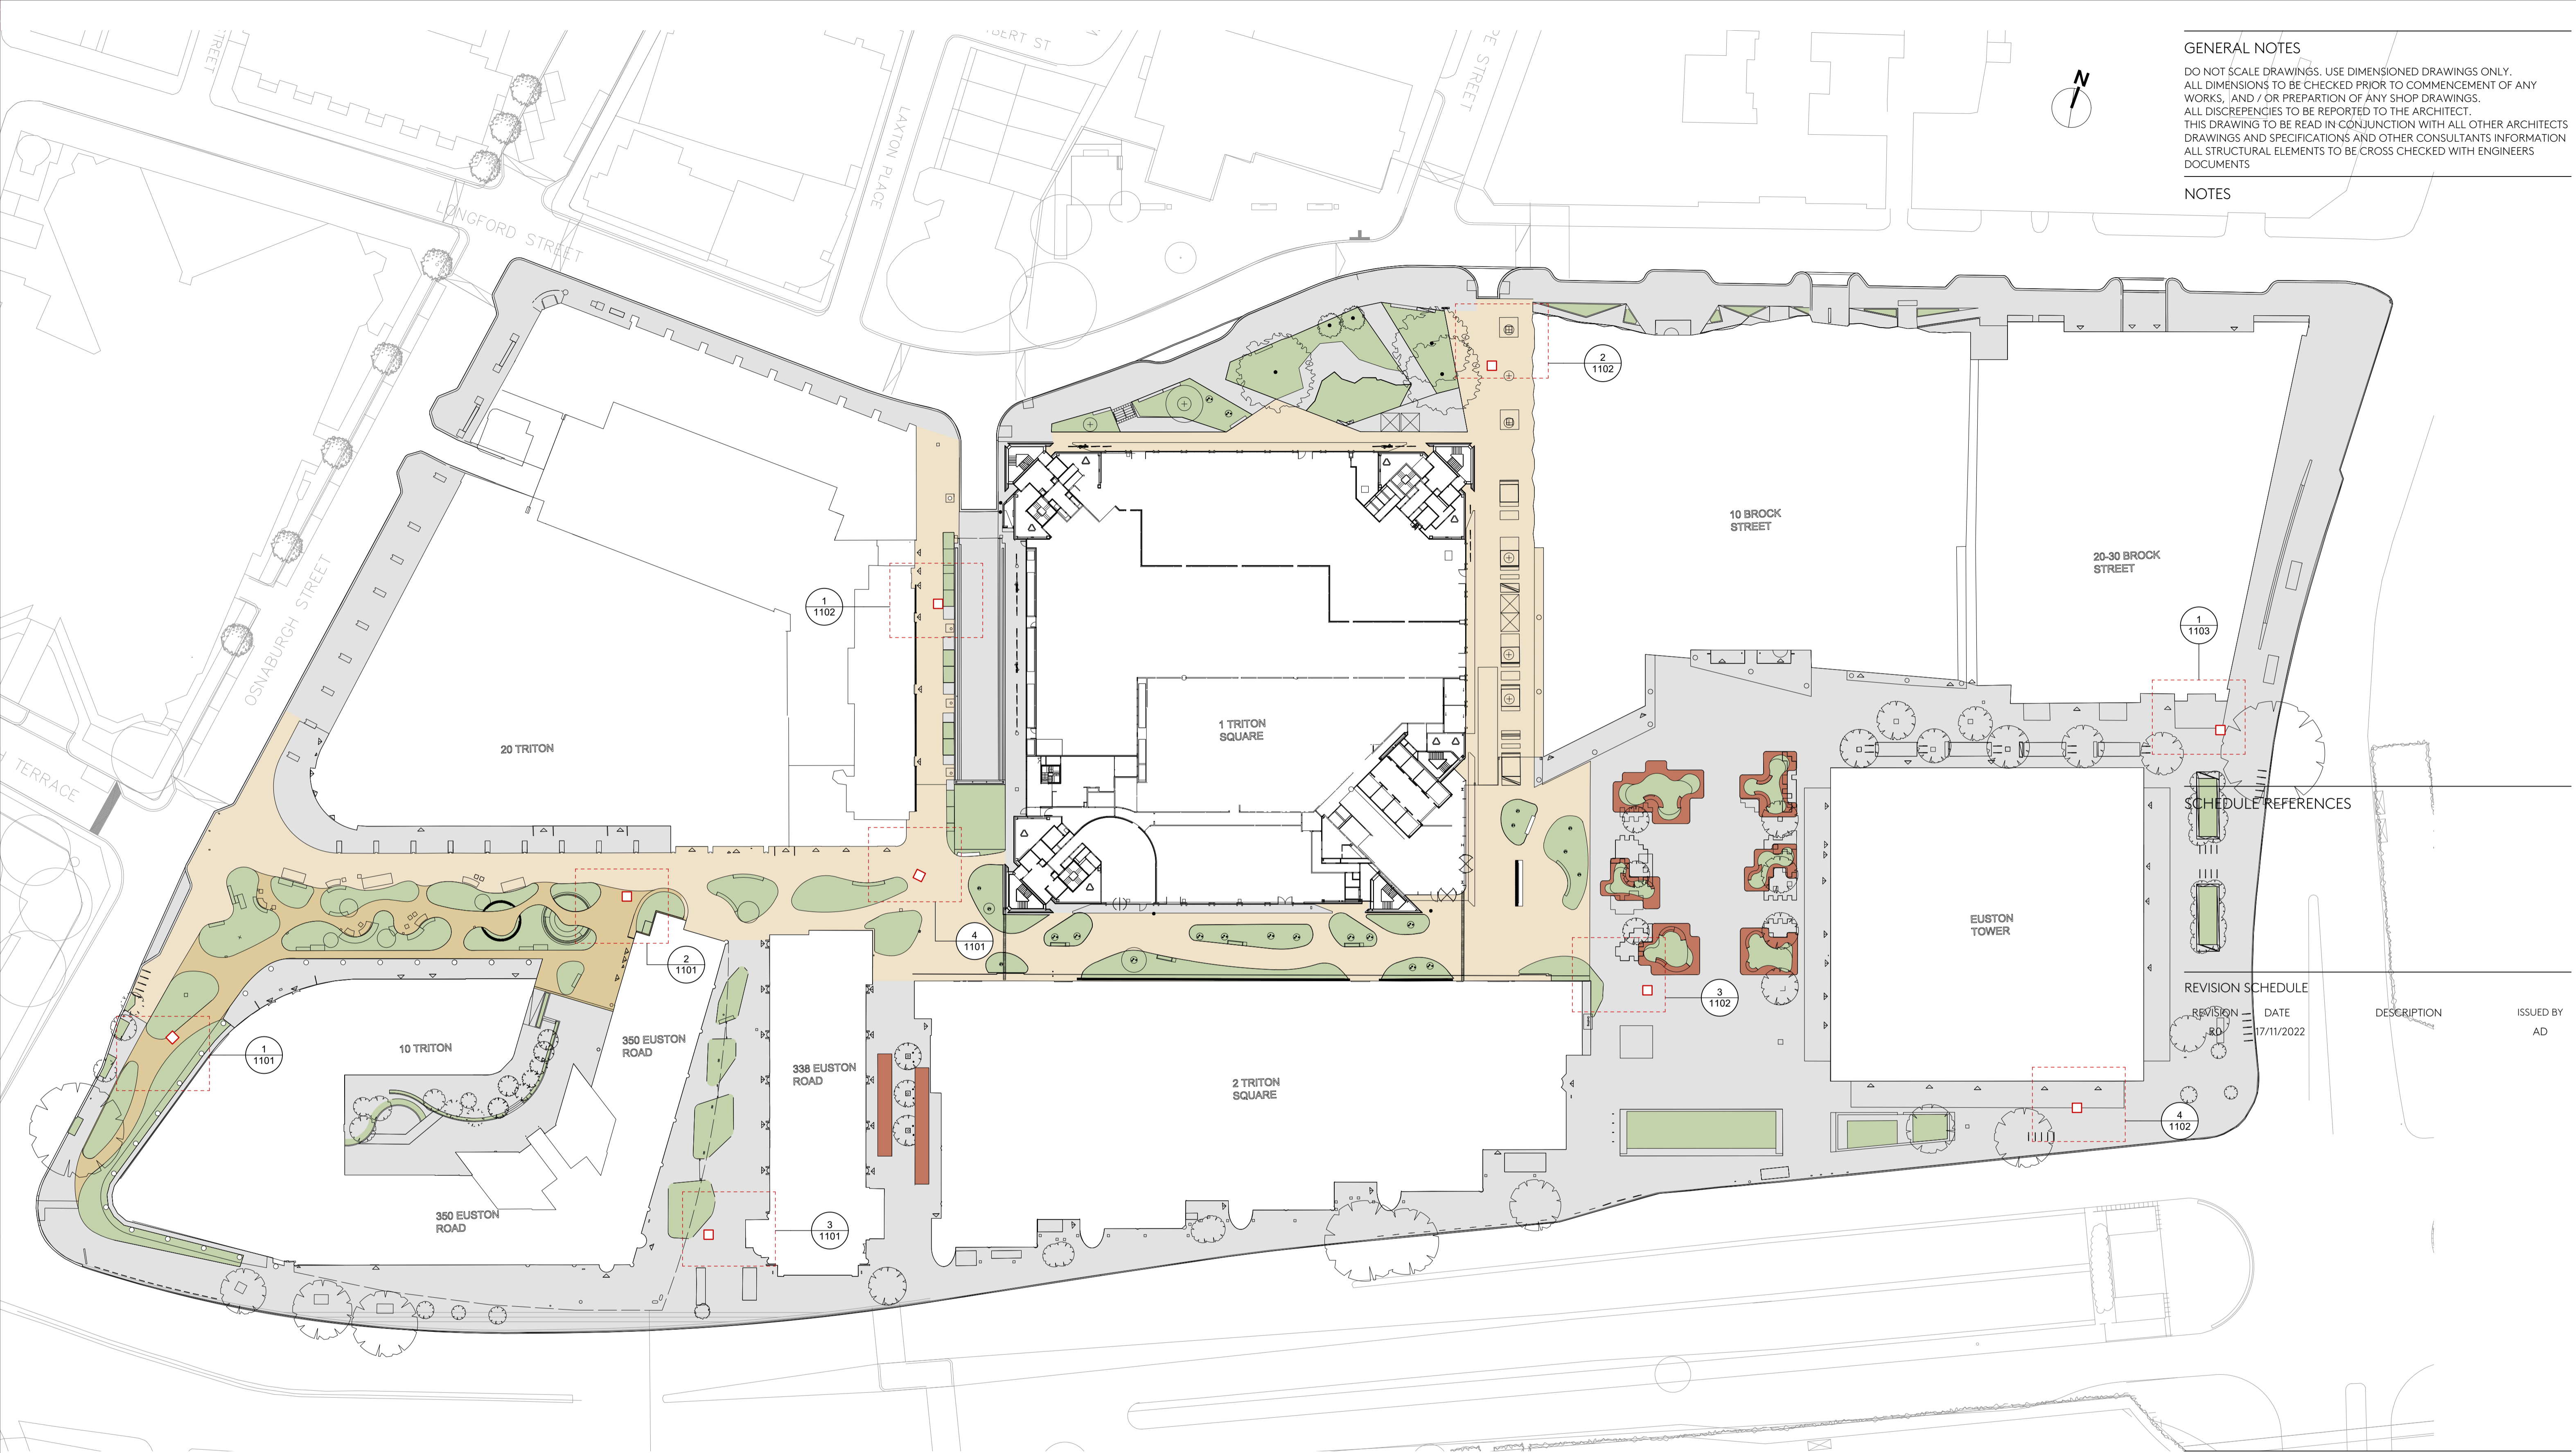 STREET
LONGFORD STREET
LAXTON PLACE
STREET
OSNABURGH STREET
TERRACE
N
GENERAL NOTES
DO NOT SCALE DRAWINGS. USE DIMENSIONED DRAWINGS ONLY.
ALL DIMENSIONS TO BE CHECKED PRIOR TO COMMENCEMENT OF ANY
WORKS, AND / OR PREPARTION OF ANY SHOP DRAWINGS.
ALL DISCREPENCIES TO BE REPORTED TO THE ARCHITECT.
THIS DRAWING TO BE READ IN CONJUNCTION WITH ALL OTHER ARCHITECTS
DRAWINGS AND SPECIFICATIONS AND OTHER CONSULTANTS INFORMATION
ALL STRUCTURAL ELEMENTS TO BE CROSS CHECKED WITH ENGINEERS
DOCUMENTS
NOTES
2
1102
10 BROCK
STREET
20-30 BROCK
STREET
1
1102
1
1103
20 TRITON
1 TRITON
SQUARE
SCHEDULE REFERENCES
EUSTON
TOWER
4
1101
2
1101
3
1102
REVISION SCHEDULE
REVISION DATE DESCRIPTION ISSUED BY
R0 17/11/2022 AD
1
1101
10 TRITON
350 EUSTON
ROAD
338 EUSTON
ROAD
2 TRITON
SQUARE
4
1102
350 EUSTON
ROAD
3
1101